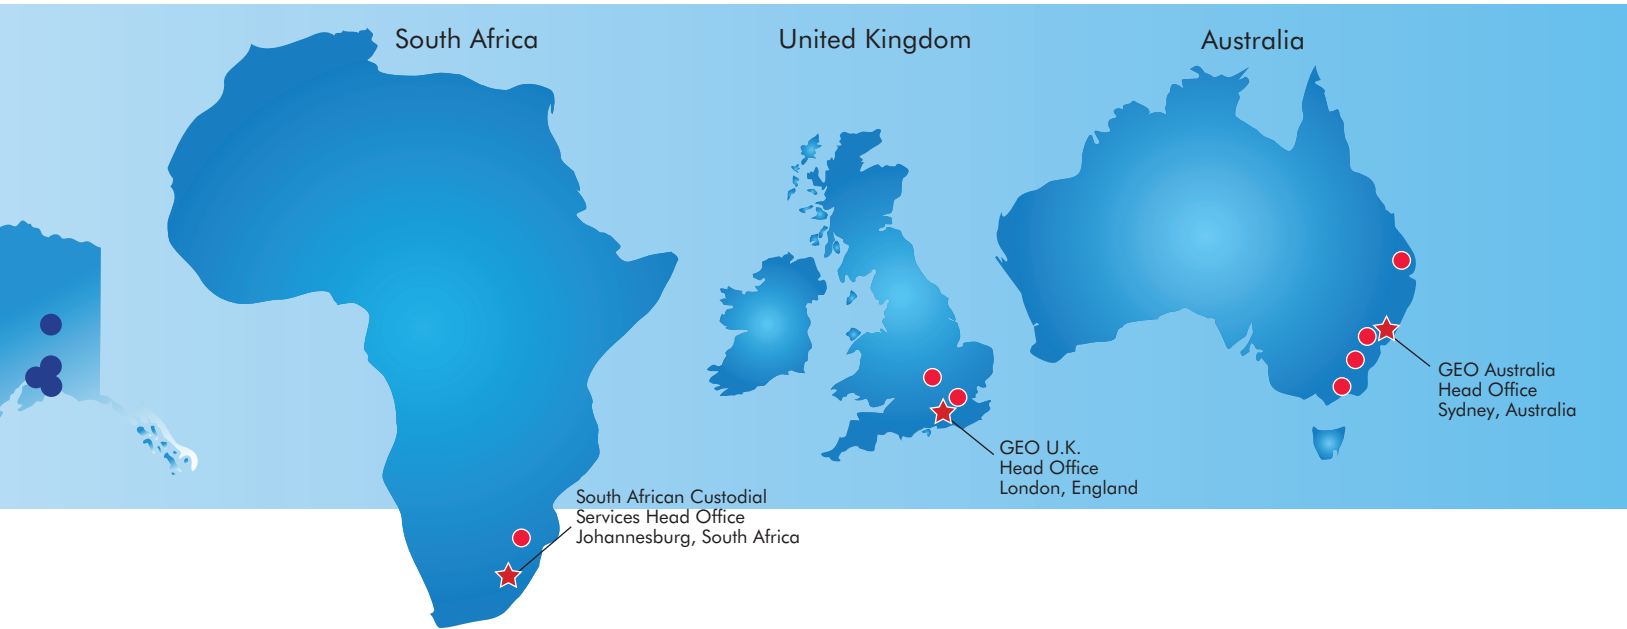 South Africa
United Kingdom
Australia
GEO Australia
Head Office
Sydney, Australia
GEO U.K.
Head Office
London, England
South African Custodial
Services Head Office
Johannesburg, South Africa